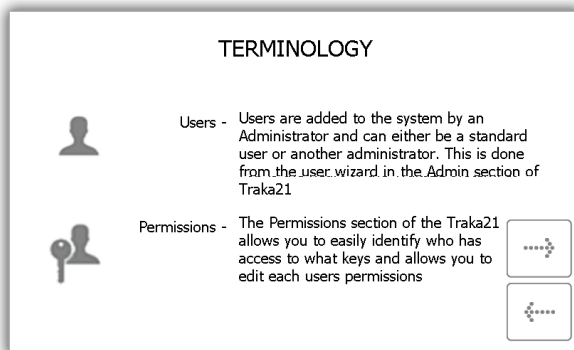 TERMINOLOGY
Users - Users are added to the system by an
Administrator and can either be a standard
user or another administrator. This is done
from the user wizard in the Admin section of
Traka21
Permissions - The Permissions section of the Traka21
allows you to easily identify who has
access to what keys and allows you to
edit each users permissions